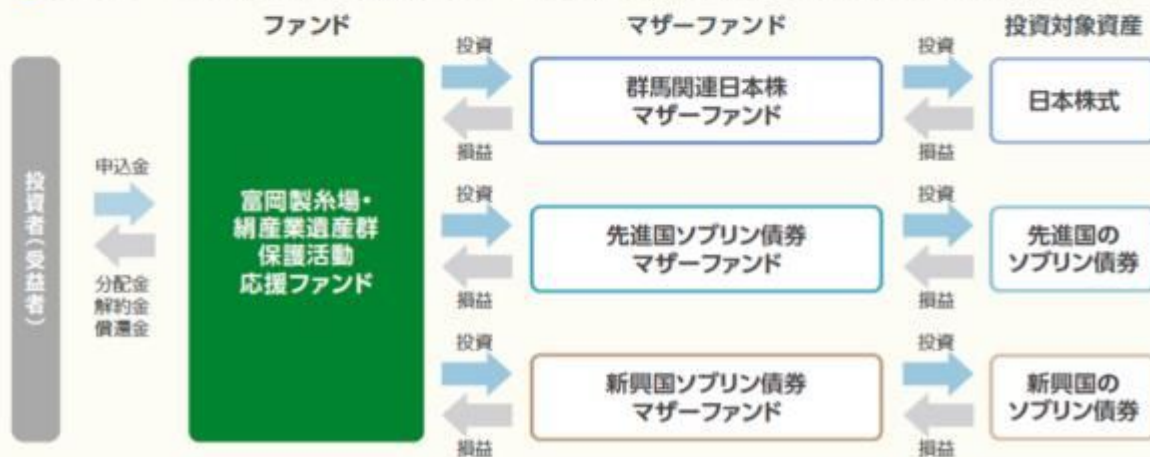 ファンド
マザーファンド
投資対象資産
投資者(受益者)
申込金
分配金
解約金
償還金
富岡製糸場・
絹産業遺産群
保護活動
応援ファンド
投資
損益
群馬関連日本株
マザーファンド
投資
損益
日本株式
投資
損益
先進国ソブリン債券
マザーファンド
投資
損益
先進国の
ソブリン債券
投資
損益
新興国ソブリン債券
マザーファンド
投資
損益
新興国の
ソブリン債券